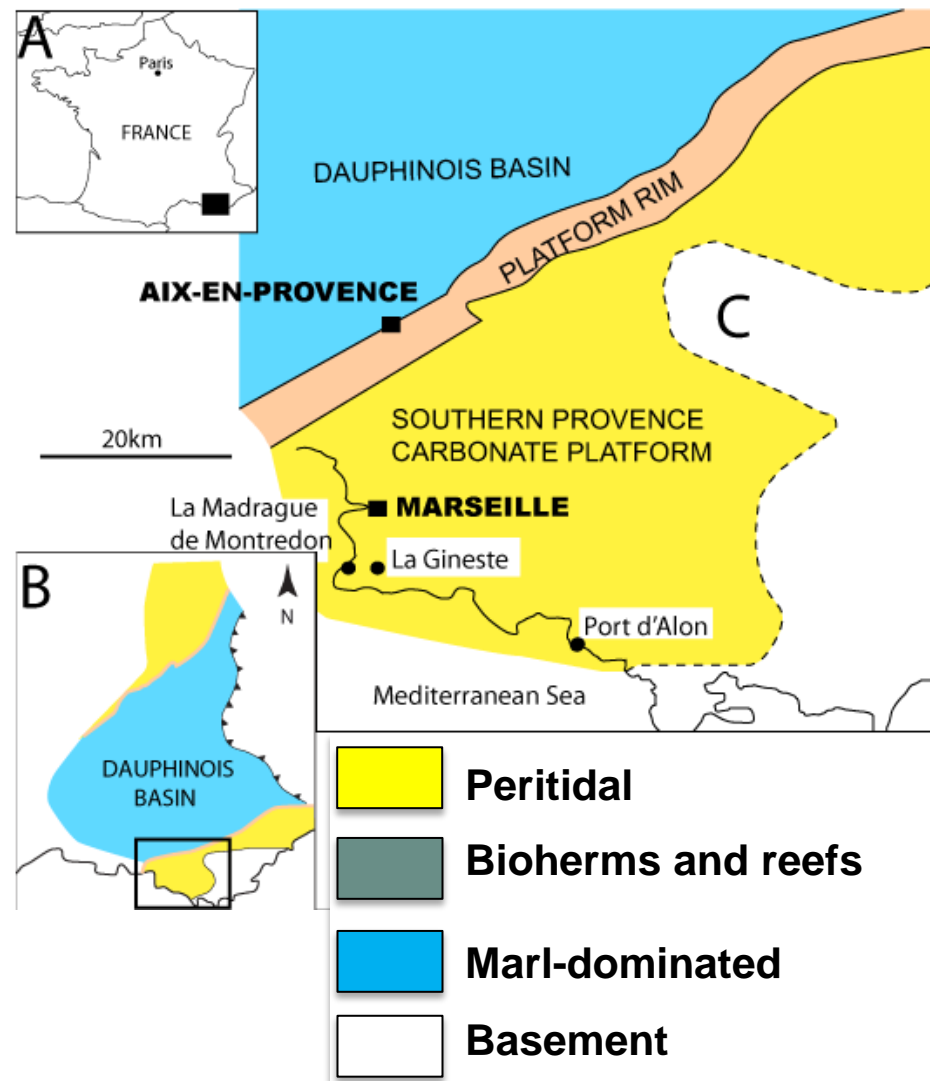 A
Paris
FRANCE
DAUPHINOIS BASIN
PLATFORM RIM
AIX-EN-PROVENCE
C
20km
SOUTHERN PROVENCE
CARBONATE PLATFORM
La Madrague
de Montredon
MARSEILLE
La Gineste
B
N
Port d'Alon
Mediterranean Sea
DAUPHINOIS
BASIN
Peritidal
Bioherms and reefs
Marl-dominated
Basement